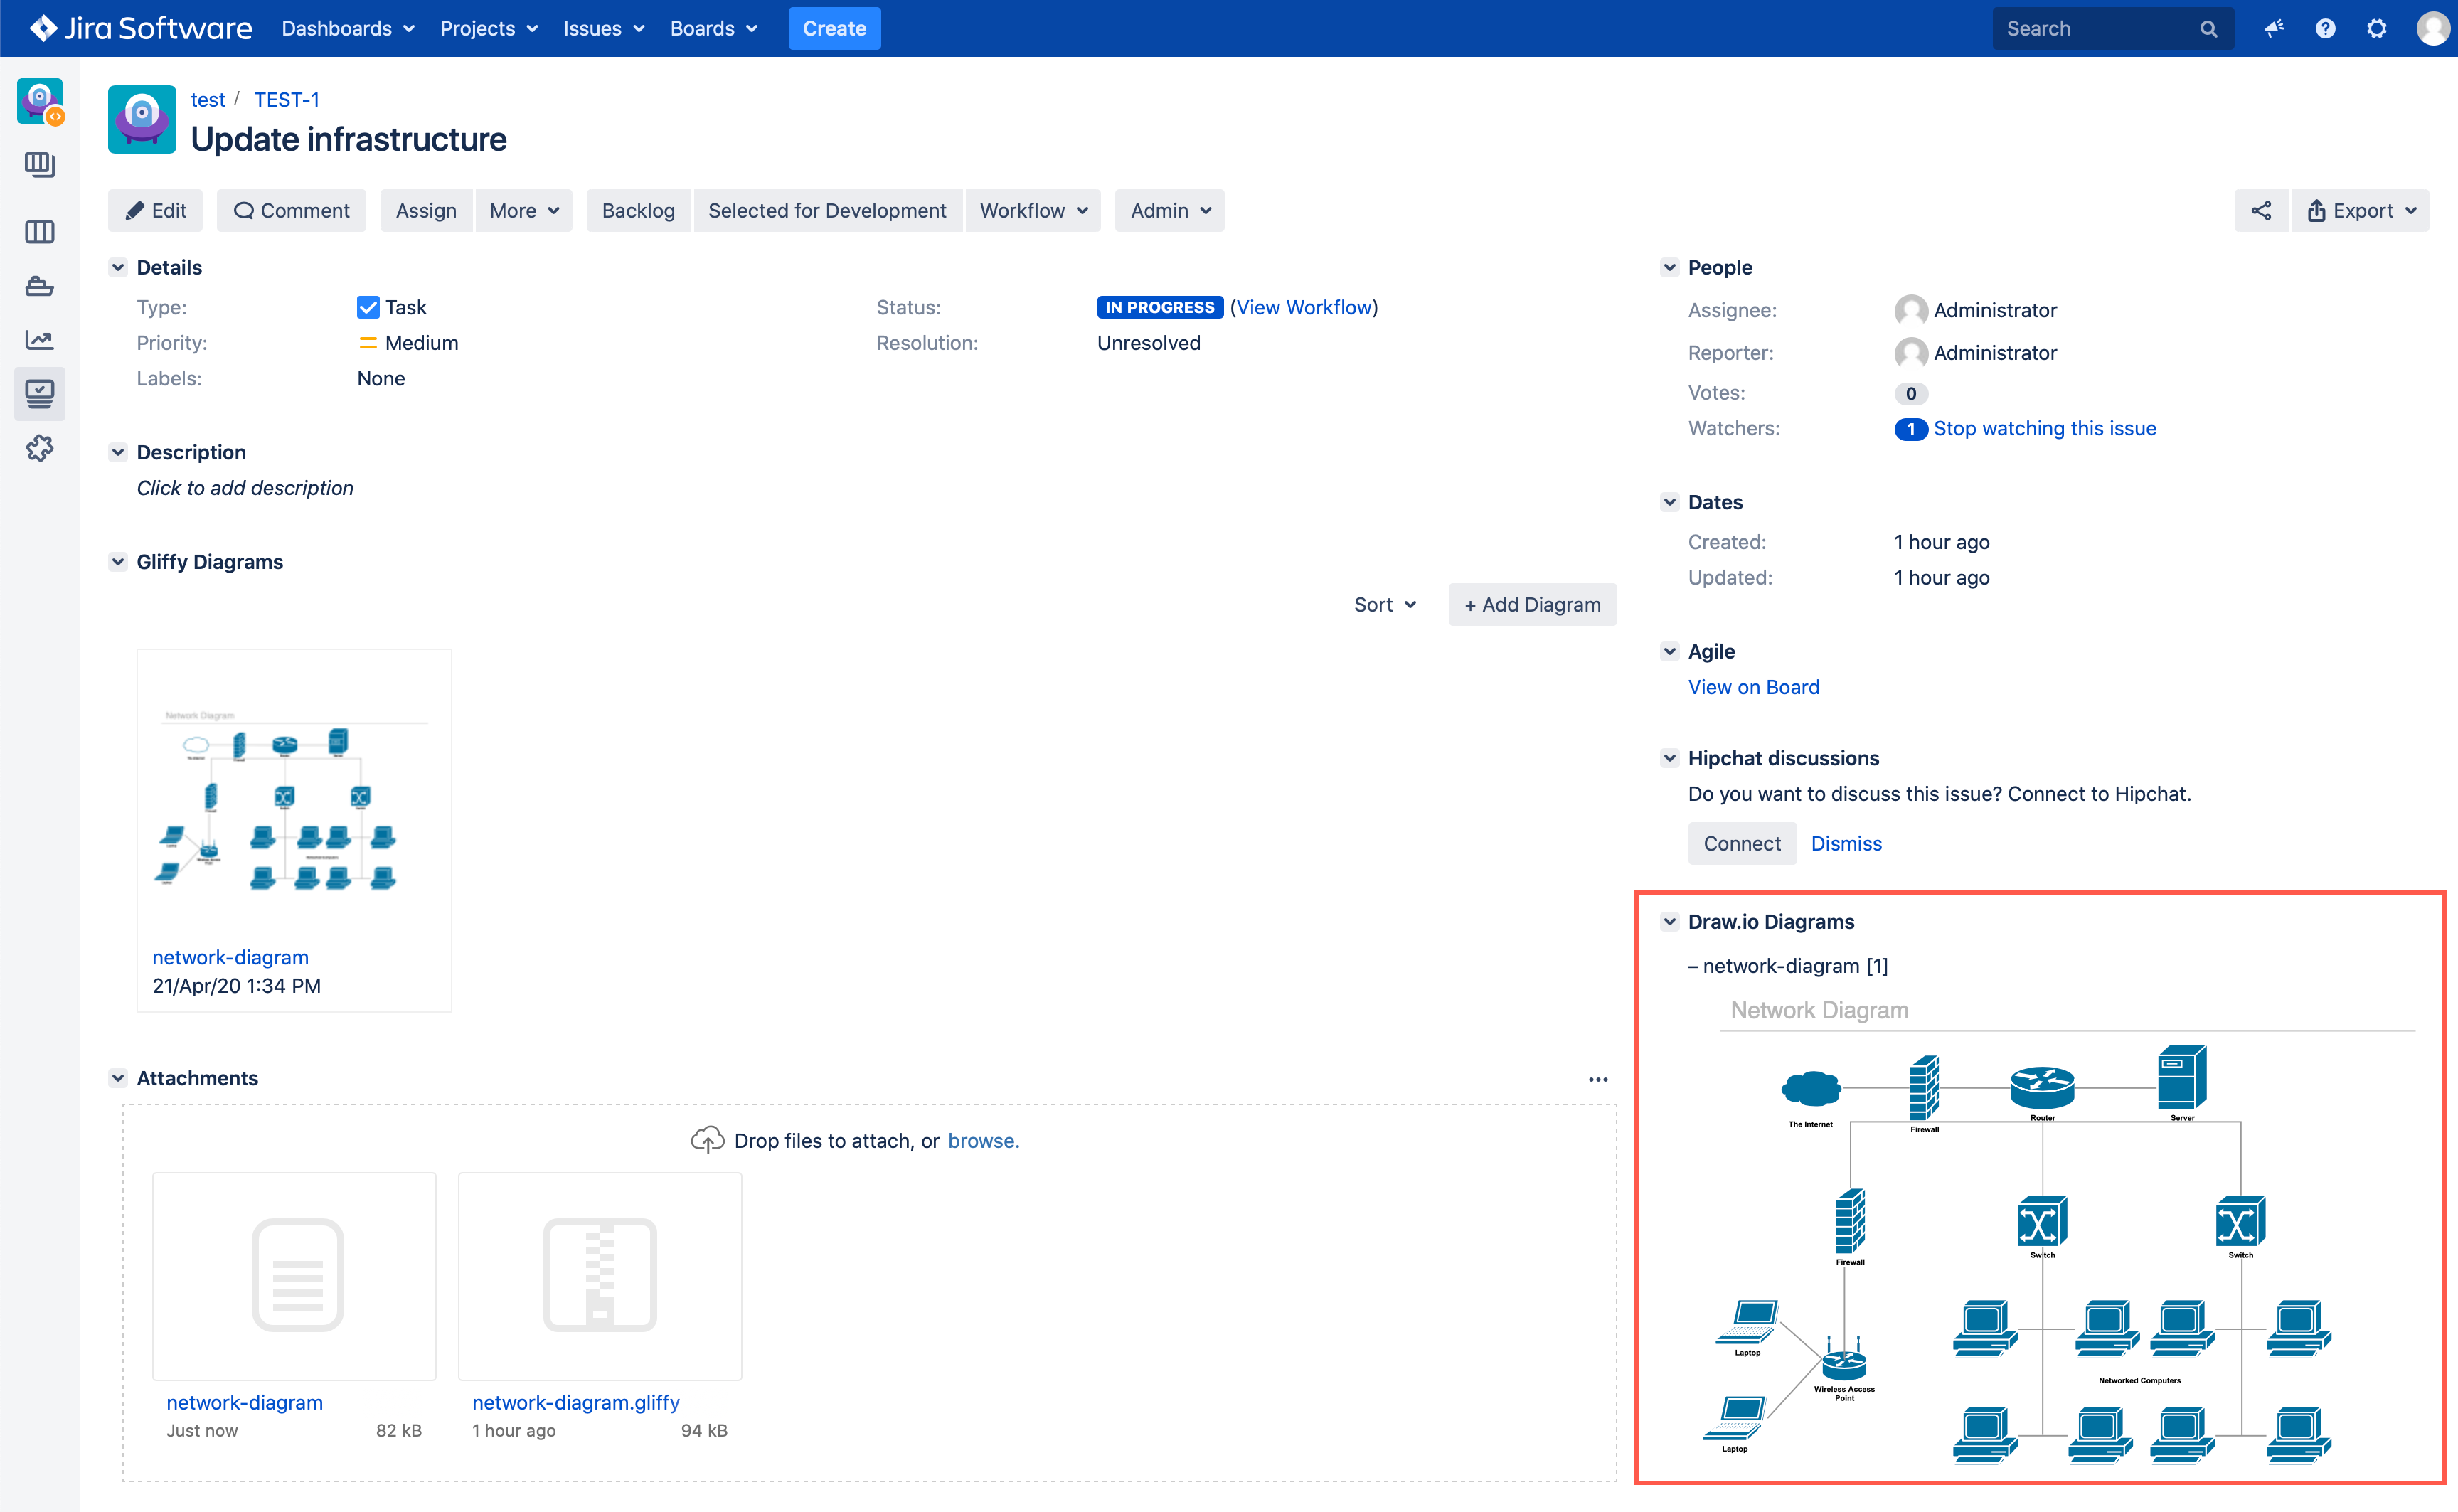 Jira Software Dashboards Projects Issues Boards Create Search
test / TEST-1
Update infrastructure
Edit Comment Assign More Backlog Selected for Development Workflow Admin Export
Details
Type: Task
Priority: Medium
Labels: None
Status: IN PROGRESS (View Workflow)
Resolution: Unresolved
Description
Click to add description
Gliffy Diagrams
Sort + Add Diagram
Network Diagram
network-diagram
21/Apr/20 1:34 PM
Attachments
Drop files to attach, or browse.
network-diagram
Just now 82 kB
network-diagram.gliffy
1 hour ago 94 kB
People
Assignee: Administrator
Reporter: Administrator
Votes: 0
Watchers: 1 Stop watching this issue
Dates
Created: 1 hour ago
Updated: 1 hour ago
Agile
View on Board
Hipchat discussions
Do you want to discuss this issue? Connect to Hipchat.
Connect Dismiss
Draw.io Diagrams
– network-diagram [1]
Network Diagram
The Internet
Firewall
Router
Server
Firewall
Switch
Switch
Laptop
Wireless Access
Point
Networked Computers
Laptop